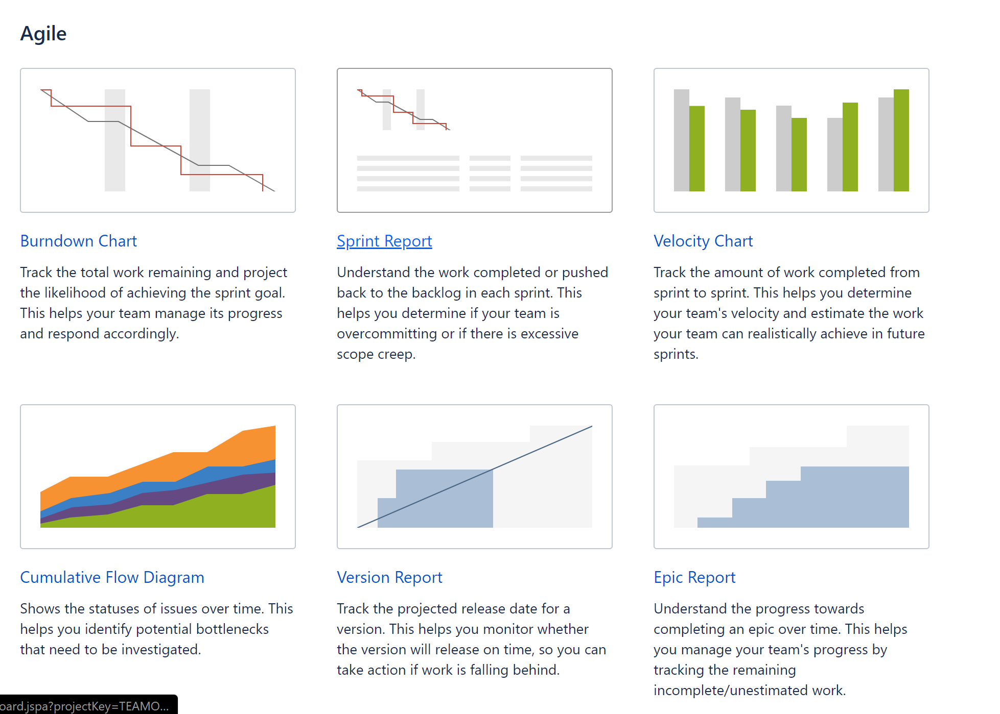 Agile
Burndown Chart
Track the total work remaining and project
the likelihood of achieving the sprint goal.
This helps your team manage its progress
and respond accordingly.
Sprint Report
Understand the work completed or pushed
back to the backlog in each sprint. This
helps you determine if your team is
overcommitting or if there is excessive
scope creep.
Velocity Chart
Track the amount of work completed from
sprint to sprint. This helps you determine
your team's velocity and estimate the work
your team can realistically achieve in future
sprints.
Cumulative Flow Diagram
Shows the statuses of issues over time. This
helps you identify potential bottlenecks
that need to be investigated.
Version Report
Track the projected release date for a
version. This helps you monitor whether
the version will release on time, so you can
take action if work is falling behind.
Epic Report
Understand the progress towards
completing an epic over time. This helps
you manage your team's progress by
tracking the remaining
incomplete/unestimated work.
oard.jspa?projectKey=TEAMO...